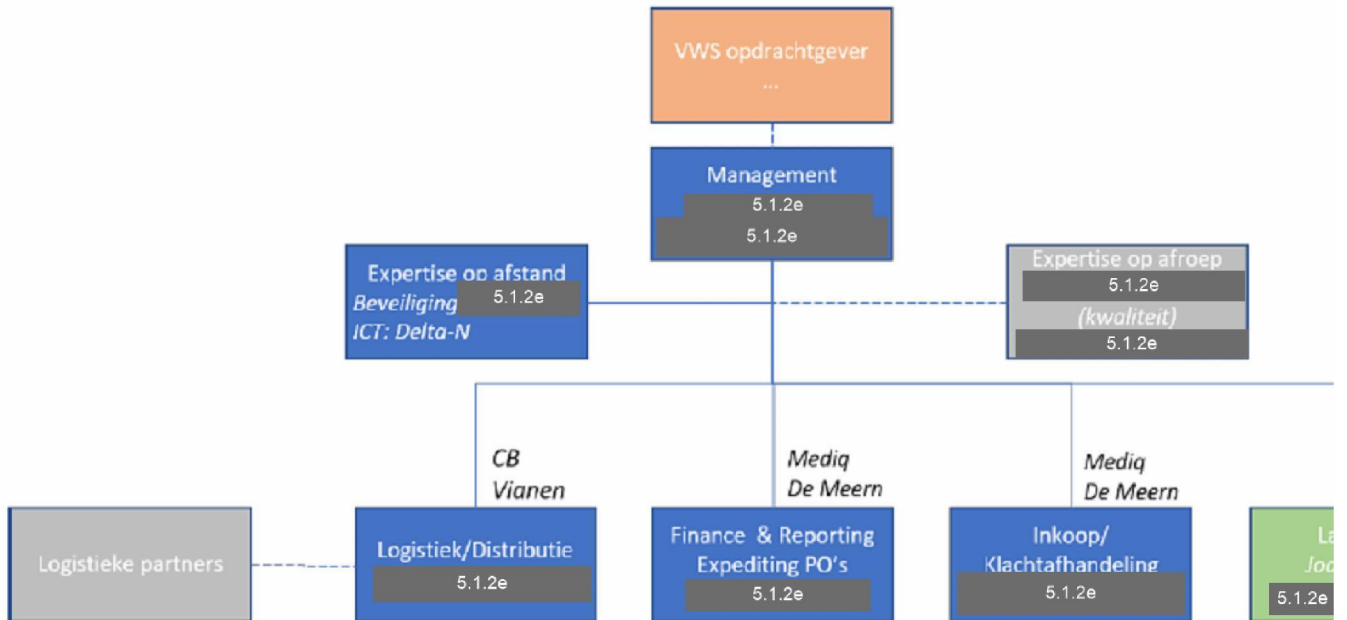 VWS opdrachtgever
...
Management
5.1.2e
5.1.2e
Expertise op afstand
Beveiliging 5.1.2e
ICT: Delta-N
Expertise op afroep
5.1.2e
(kwaliteit)
5.1.2e
CB
Vianen
Mediq
De Meern
Mediq
De Meern
Logistieke partners
Logistiek/Distributie
5.1.2e
Finance & Reporting
Expediting PO's
5.1.2e
Inkoop/
Klachtafhandeling
5.1.2e
5.1.2e